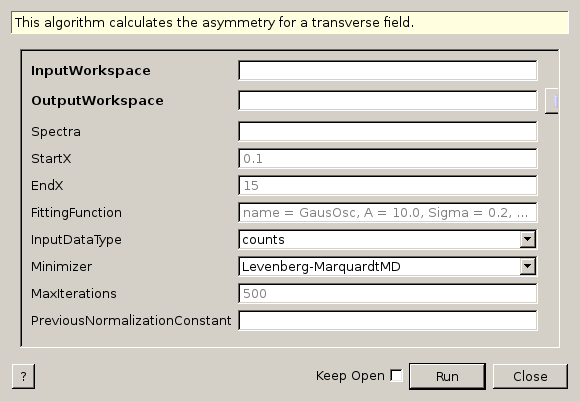 This algorithm calculates the asymmetry for a transverse field.
InputWorkspace
OutputWorkspace
Spectra
StartX 0.1
EndX 15
FittingFunction name = GausOsc, A = 10.0, Sigma = 0.2, ...
InputDataType counts
Minimizer Levenberg-MarquardtMD
MaxIterations 500
PreviousNormalizationConstant
? Keep Open Run Close